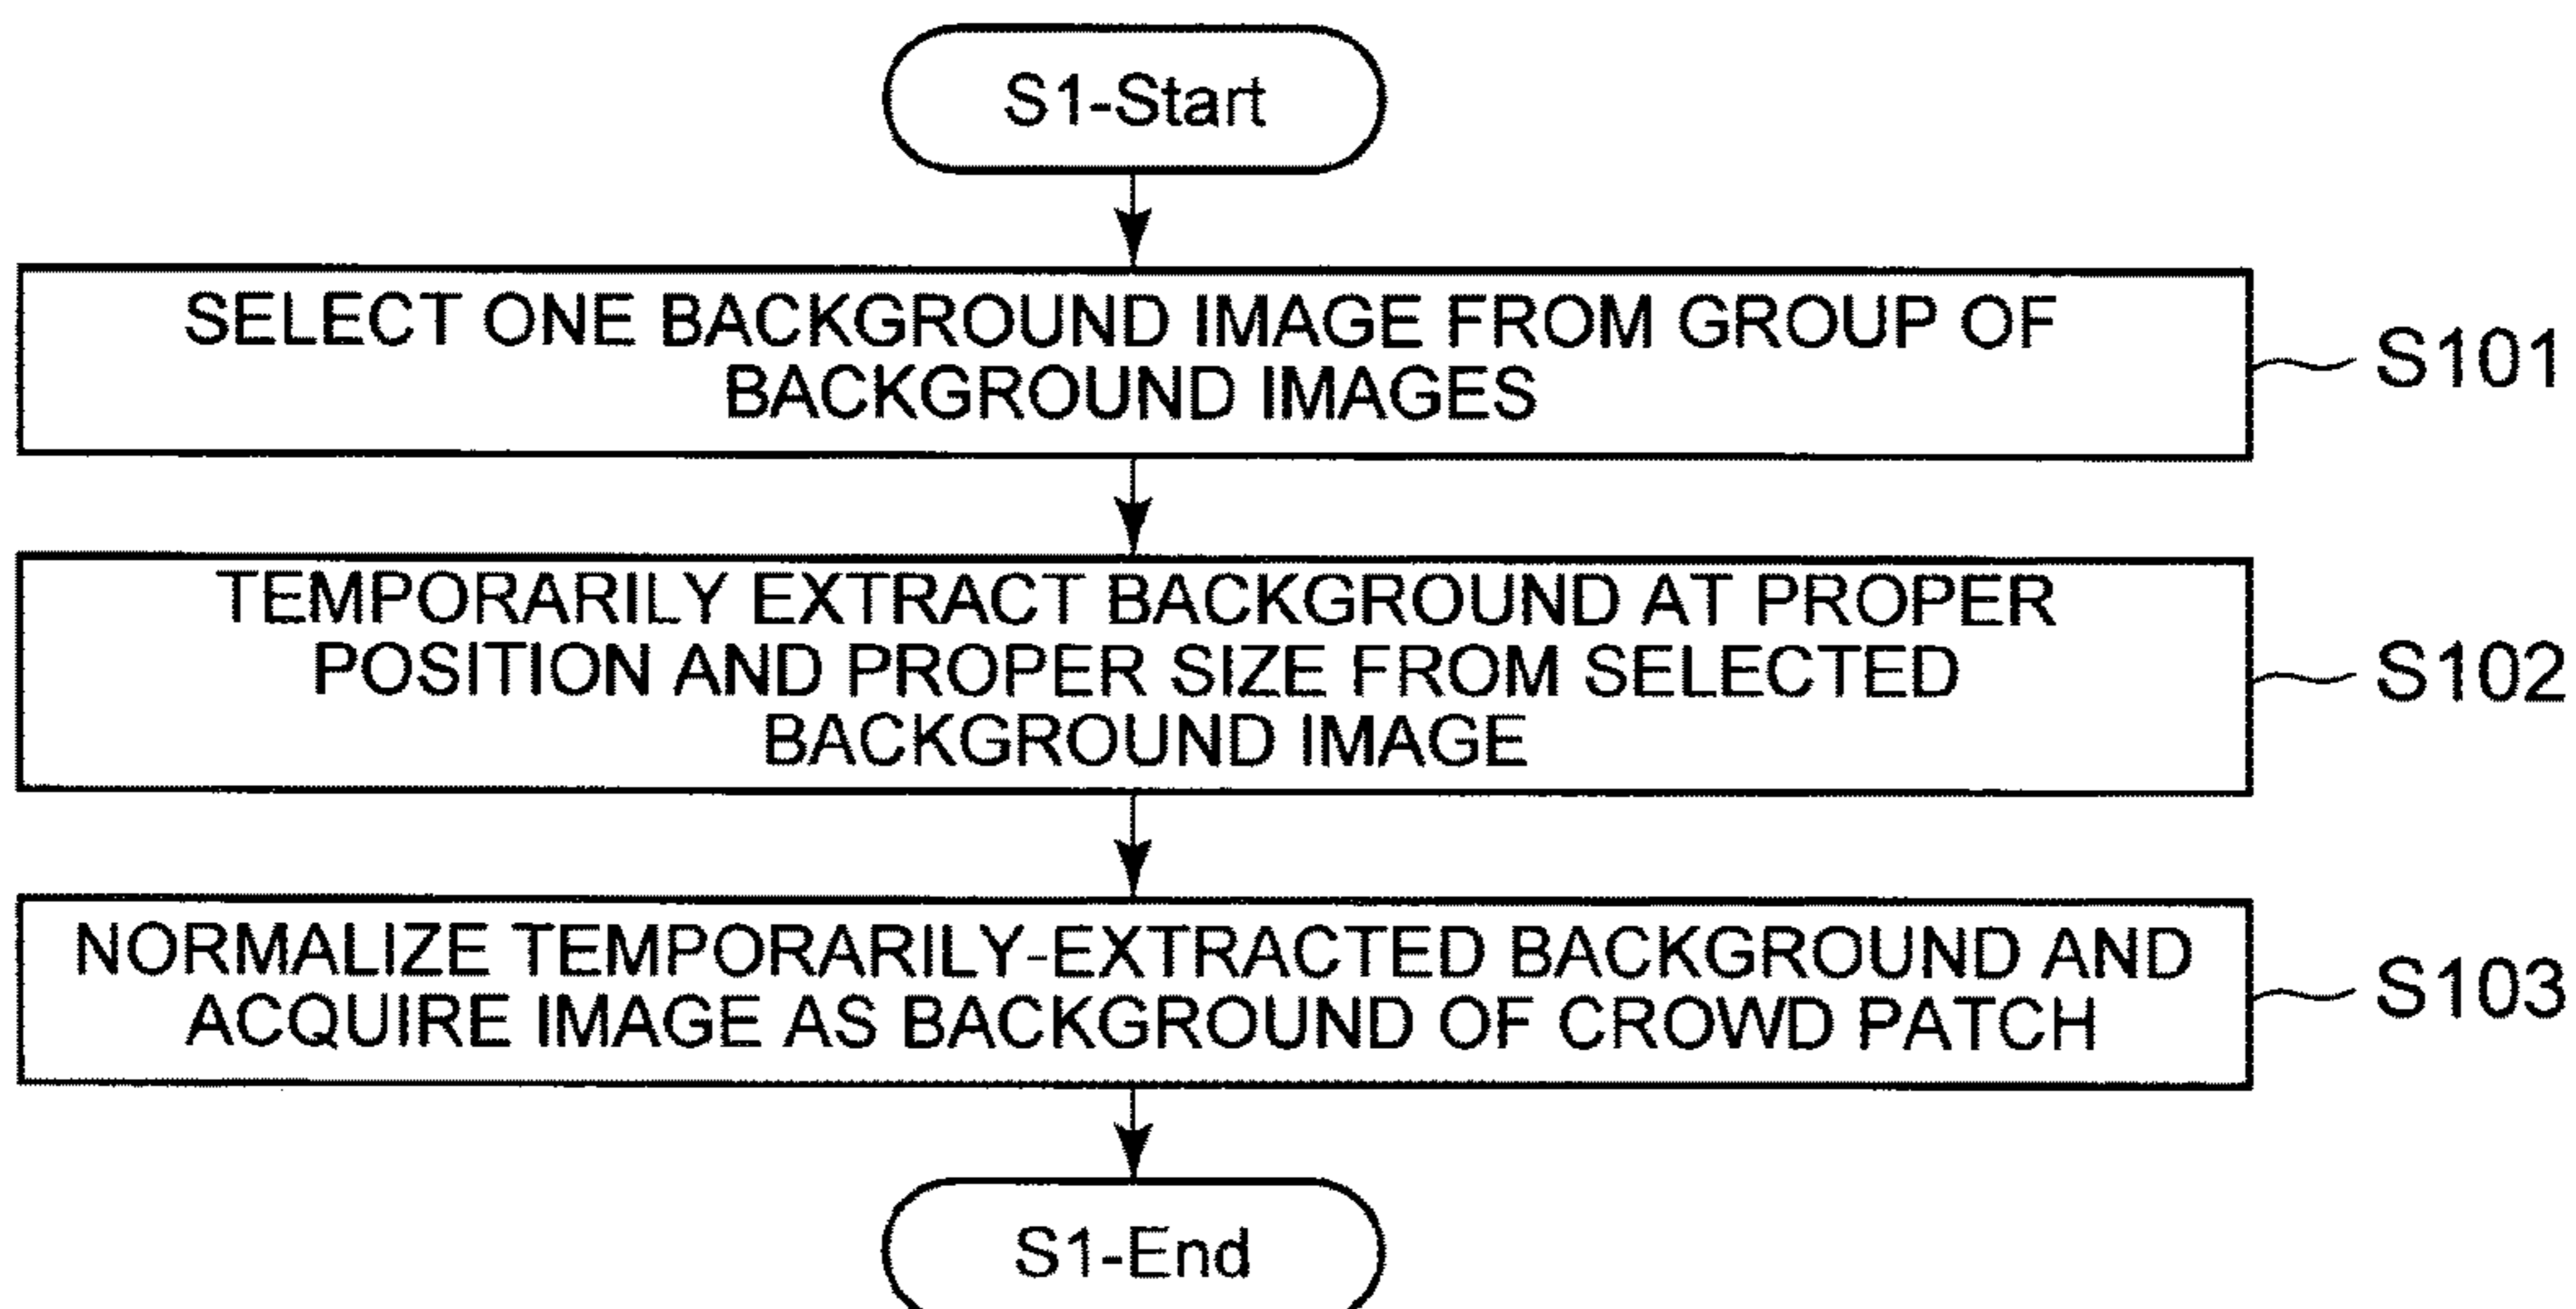 S1-Start
SELECT ONE BACKGROUND IMAGE FROM GROUP OF
BACKGROUND IMAGES
S101
TEMPORARILY EXTRACT BACKGROUND AT PROPER
POSITION AND PROPER SIZE FROM SELECTED
BACKGROUND IMAGE
S102
NORMALIZE TEMPORARILY-EXTRACTED BACKGROUND AND
ACQUIRE IMAGE AS BACKGROUND OF CROWD PATCH
S103
S1-End